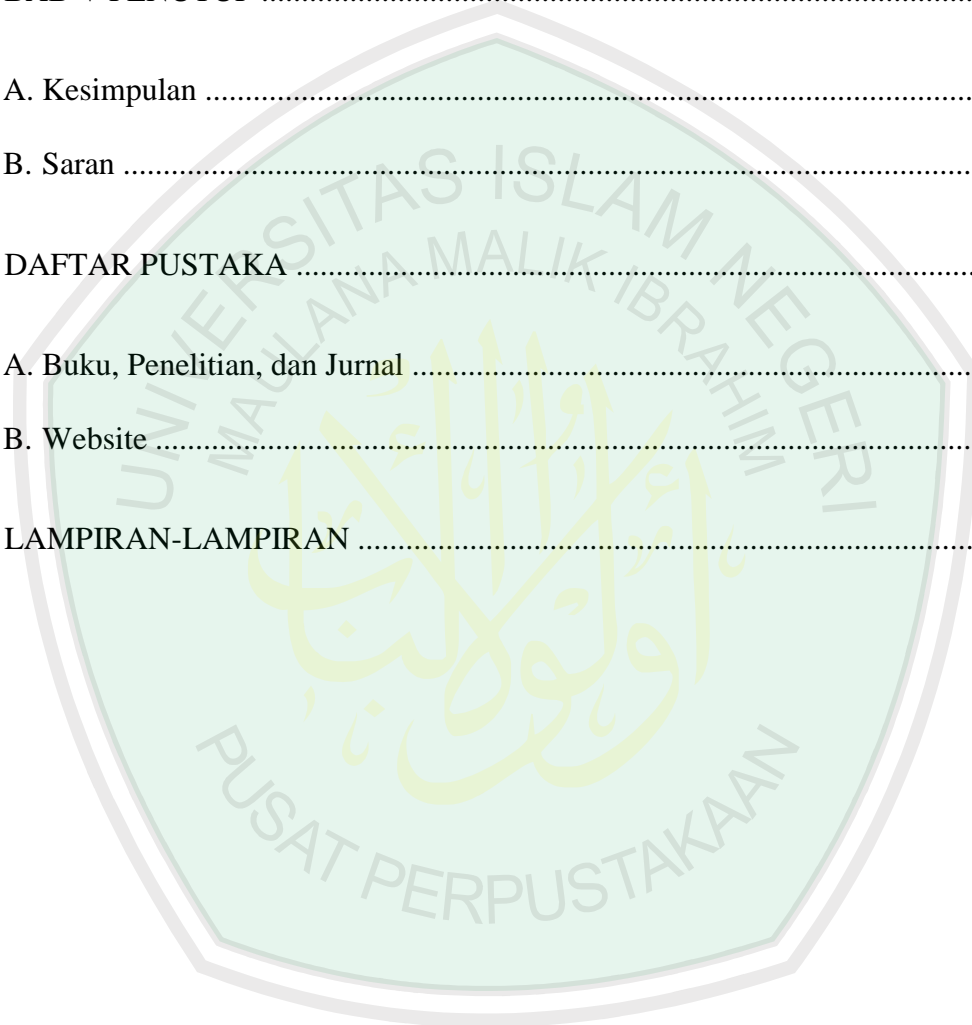 BAB V PENUTUP ........................................................................................
A. Kesimpulan ................................................................................................
B. Saran ..........................................................................................................
DAFTAR PUSTAKA ....................................................................................
A. Buku, Penelitian, dan Jurnal ......................................................................
B. Website .......................................................................................................
LAMPIRAN-LAMPIRAN ............................................................................
UNIVERSITAS ISLAM NEGERI
MAULANA MALIK IBRAHIM
PUSAT PERPUSTAKAAN